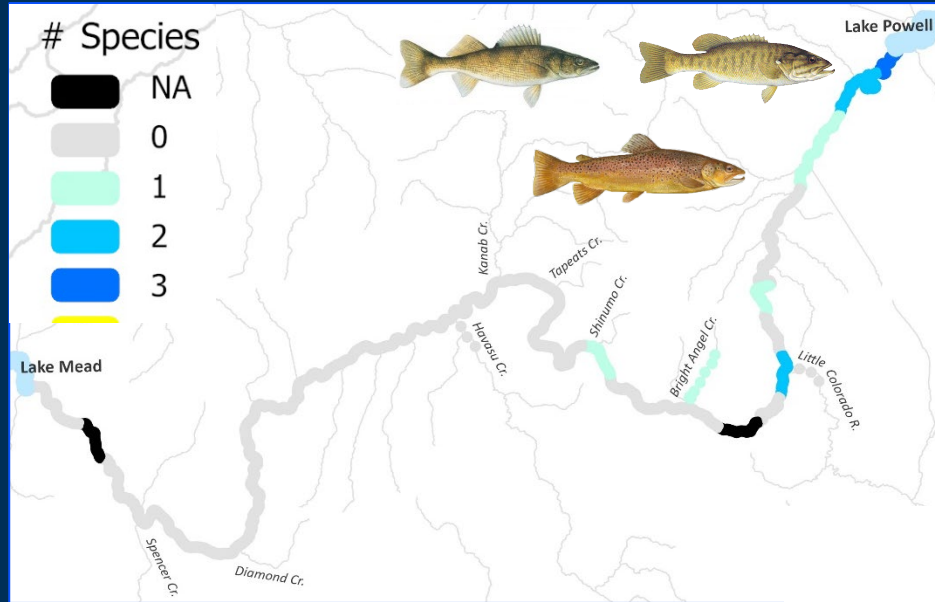 # Species
NA
0
1
2
3
Lake Powell
Kanab Cr.
Tapeats Cr.
Shinumo Cr.
Havasu Cr.
Bright Angel Cr.
Little Colorado R.
Lake Mead
Spencer Cr.
Diamond Cr.